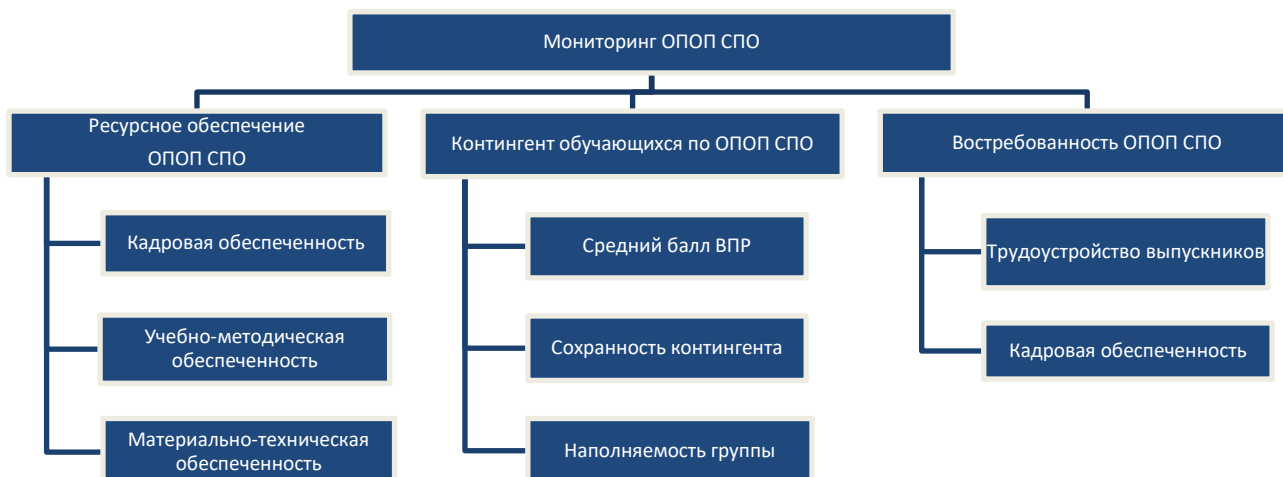 Мониторинг ОПОП СПО
Ресурсное обеспечение
ОПОП СПО
Кадровая обеспеченность
Учебно-методическая
обеспеченность
Материально-техническая
обеспеченность
Контингент обучающихся по ОПОП СПО
Средний балл ВПР
Сохранность контингента
Наполняемость группы
Востребованность ОПОП СПО
Трудоустройство выпускников
Кадровая обеспеченность